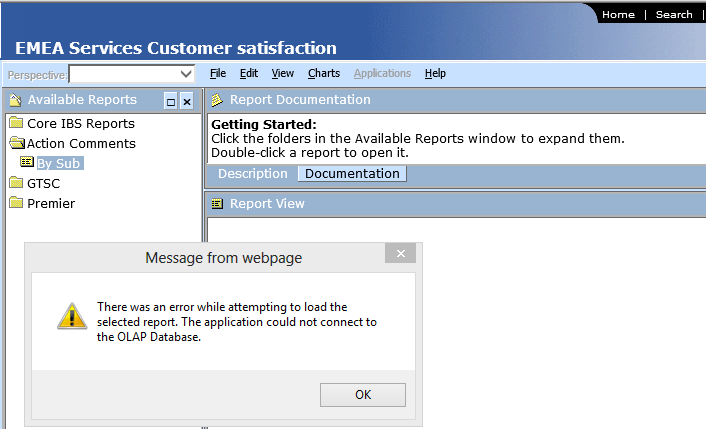 Home | Search |
EMEA Services Customer satisfaction
Perspective: File Edit View Charts Applications Help
Available Reports
Core IBS Reports
Action Comments
By Sub
GTSC
Premier
Report Documentation
Getting Started:
Click the folders in the Available Reports window to expand them.
Double-click a report to open it.
Description Documentation
Report View
Message from webpage
There was an error while attempting to load the
selected report. The application could not connect to
the OLAP Database.
OK